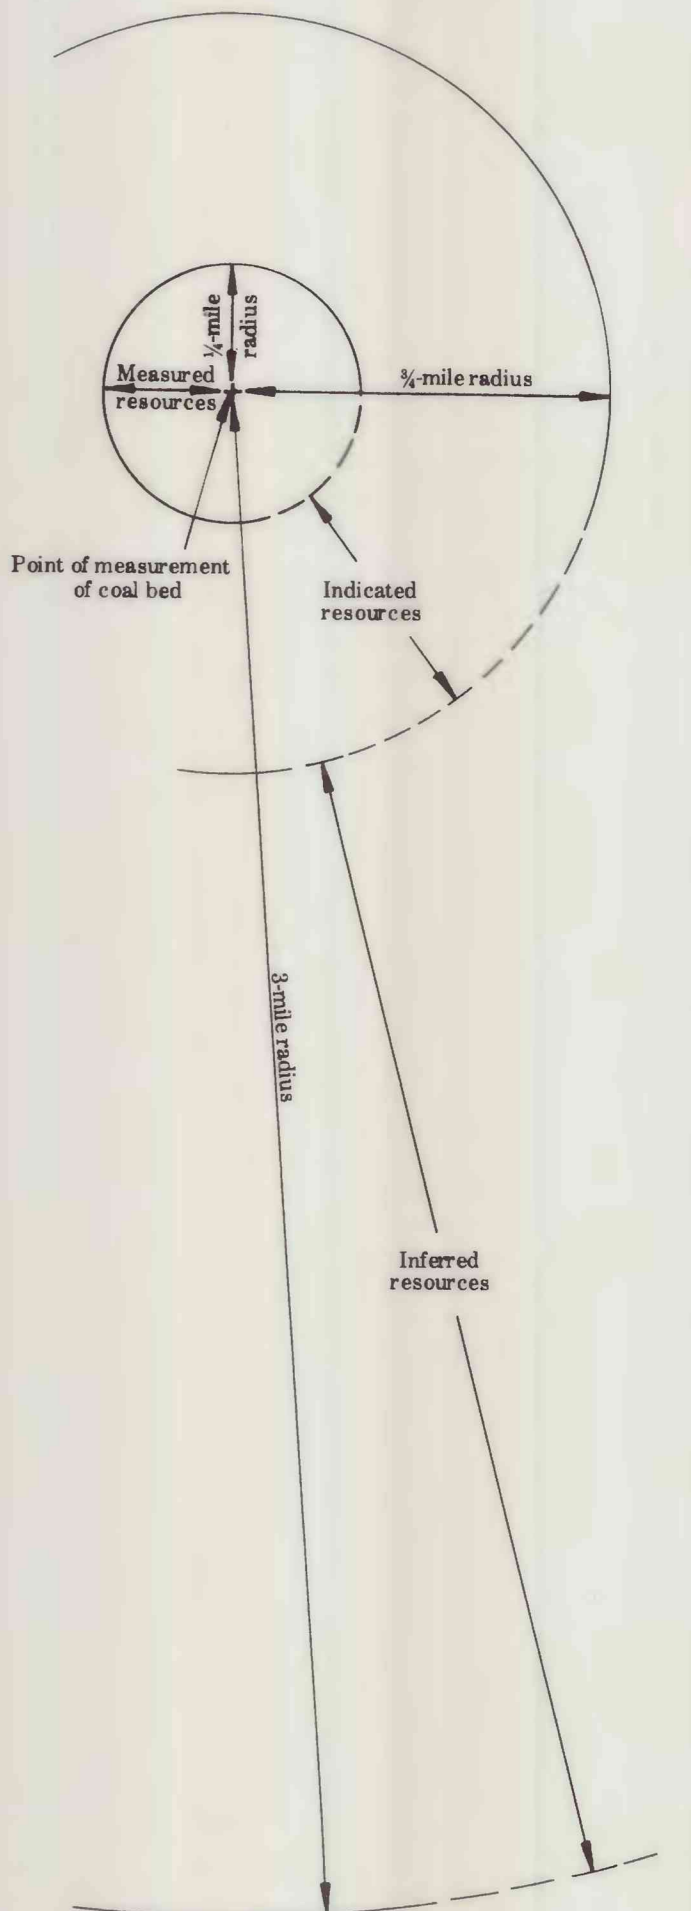 ¼-mile
radius
Measured
resources
¾-mile radius
Point of measurement
of coal bed
Indicated
resources
3-mile radius
Inferred
resources